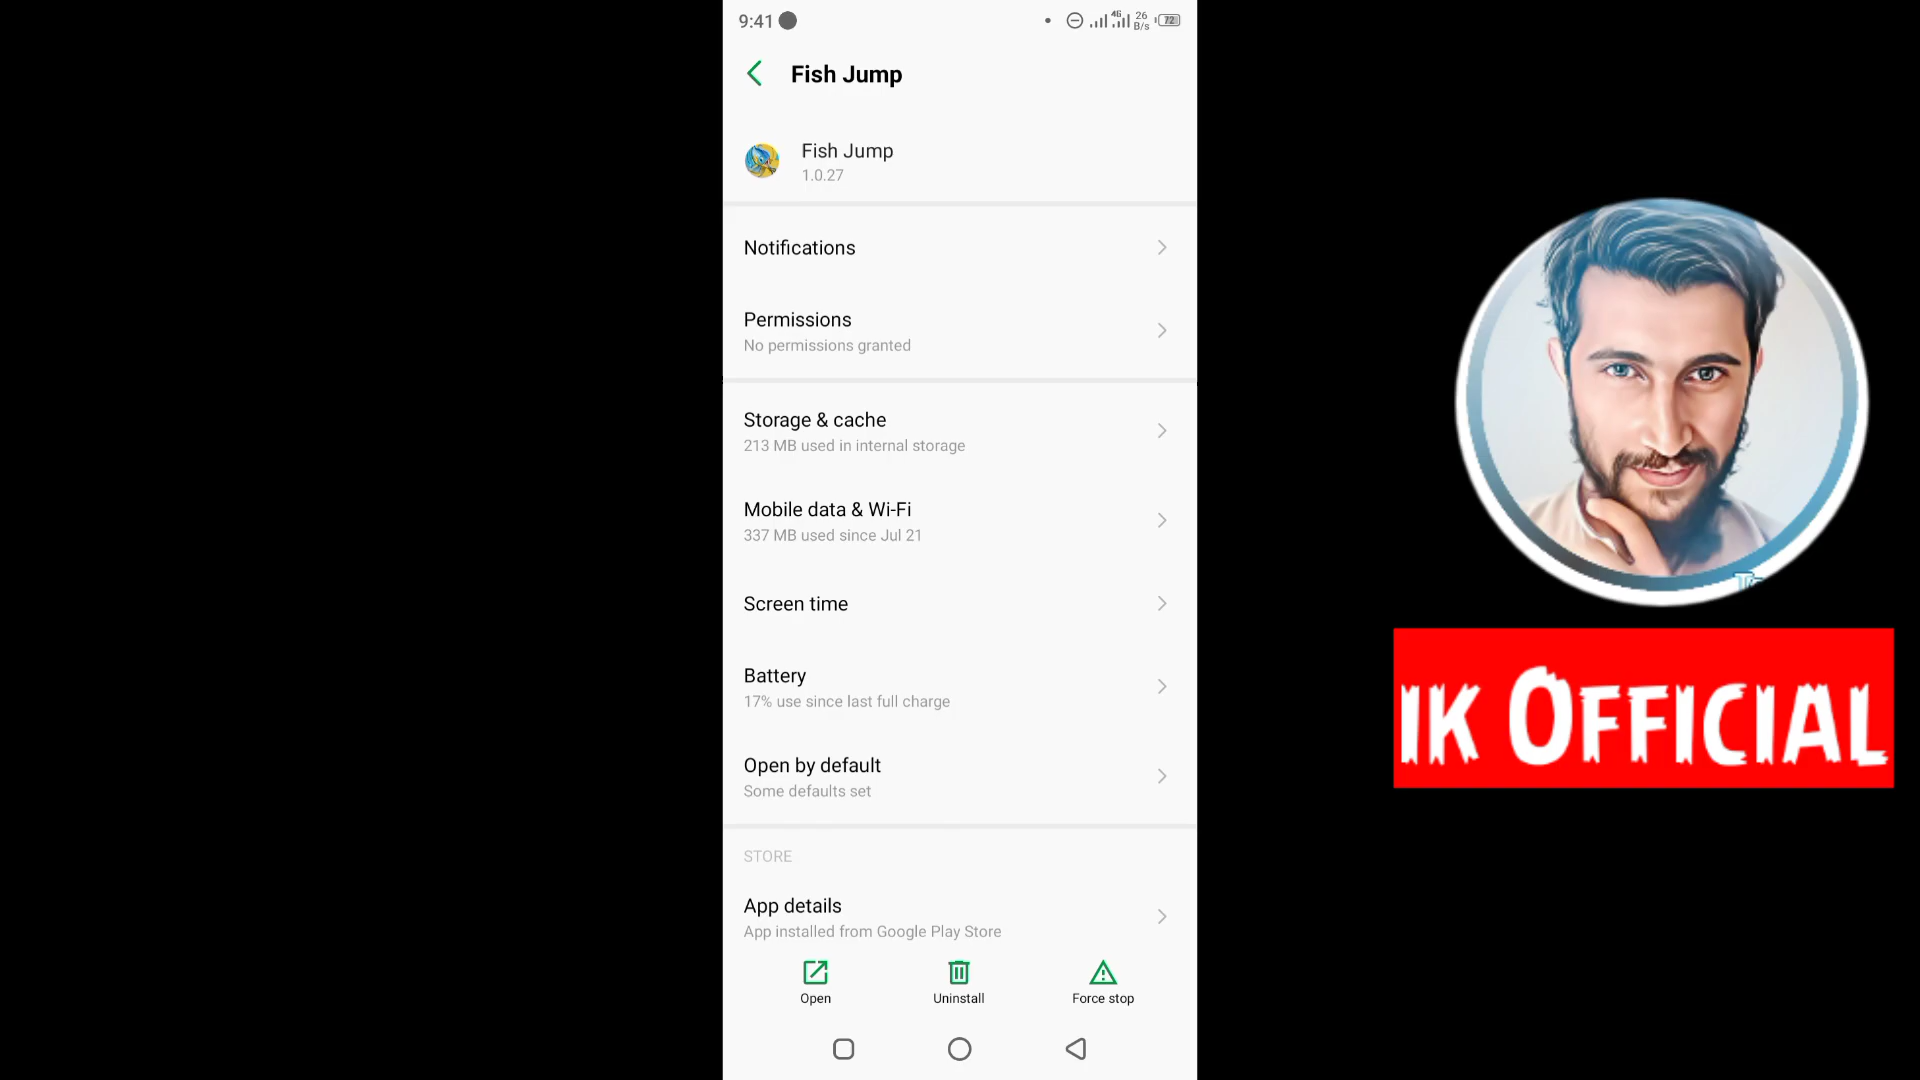 9:41
4G
26
B/s
72
Fish Jump
Fish Jump
1.0.27
Notifications
Permissions
No permissions granted
Storage & cache
213 MB used in internal storage
Mobile data & Wi-Fi
337 MB used since Jul 21
Screen time
Battery
17% use since last full charge
Open by default
Some defaults set
STORE
App details
App installed from Google Play Store
Open
Uninstall
Force stop
IK OFFICIAL